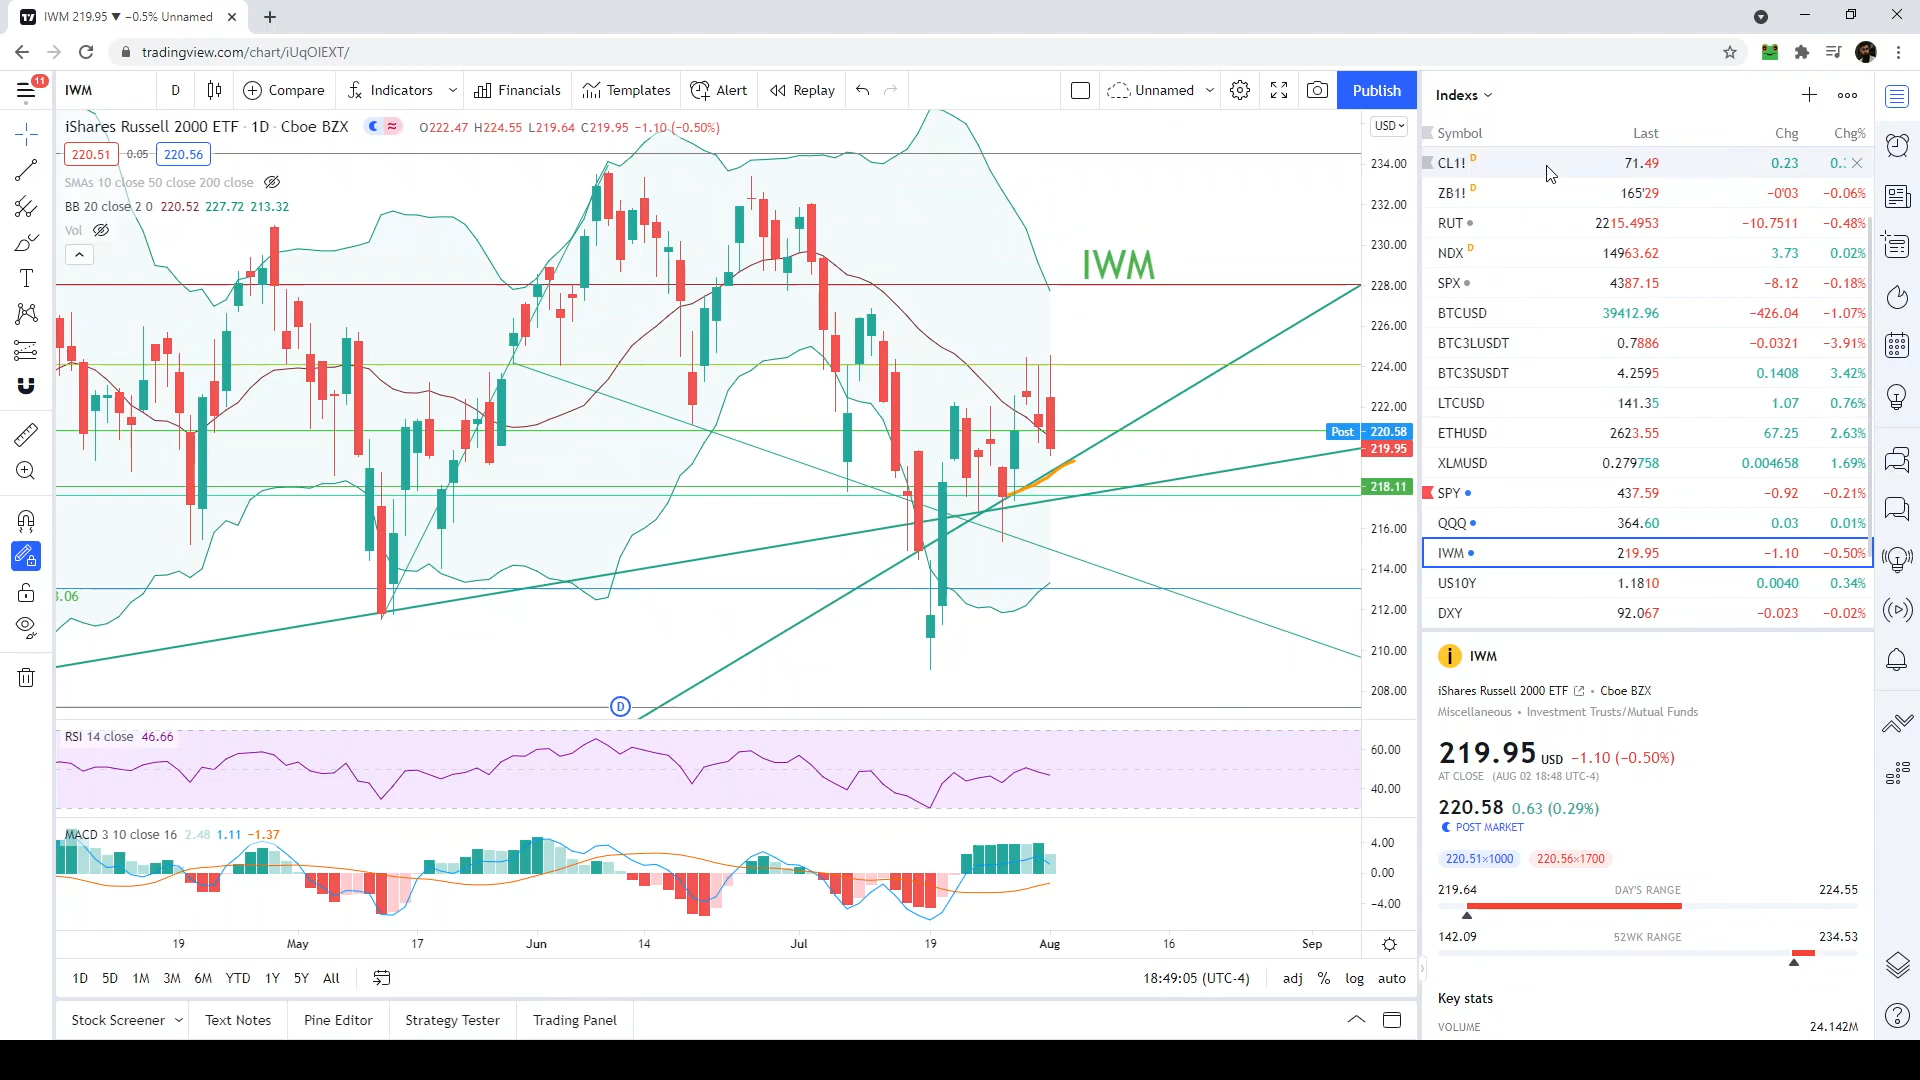 IWM 219.95 ▼ −0.5% Unnamed
tradingview.com/chart/iUqOIEXT/
11
IWM D Compare Indicators Financials Templates Alert Replay Unnamed Publish
iShares Russell 2000 ETF · 1D · Cboe BZX O222.47 H224.55 L219.64 C219.95 −1.10 (−0.50%)
USD
220.51 0.05 220.56
SMAs 10 close 50 close 200 close
BB 20 close 2 0 220.52 227.72 213.32
Vol
IWM
234.00
232.00
230.00
228.00
226.00
224.00
222.00
Post 220.58
219.95
218.11
216.00
214.00
212.00
210.00
208.00
3.06
D
RSI 14 close 46.66
60.00
40.00
MACD 3 10 close 16 2.48 1.11 −1.37
4.00
0.00
−4.00
19 May 17 Jun 14 Jul 19 Aug 16 Sep
1D 5D 1M 3M 6M YTD 1Y 5Y All 18:49:05 (UTC-4) adj % log auto
Stock Screener Text Notes Pine Editor Strategy Tester Trading Panel
Indexs
Symbol Last Chg Chg%
CL1! D 71.49 0.23
ZB1! D 165'29 −0'03 −0.06%
RUT 2215.4953 −10.7511 −0.48%
NDX D 14963.62 3.73 0.02%
SPX 4387.15 −8.12 −0.18%
BTCUSD 39412.96 −426.04 −1.07%
BTC3LUSDT 0.7886 −0.0321 −3.91%
BTC3SUSDT 4.2595 0.1408 3.42%
LTCUSD 141.35 1.07 0.76%
ETHUSD 2623.55 67.25 2.63%
XLMUSD 0.279758 0.004658 1.69%
SPY 437.59 −0.92 −0.21%
QQQ 364.60 0.03 0.01%
IWM 219.95 −1.10 −0.50%
US10Y 1.1810 0.0040 0.34%
DXY 92.067 −0.023 −0.02%
IWM
iShares Russell 2000 ETF • Cboe BZX
Miscellaneous • Investment Trusts/Mutual Funds
219.95 USD −1.10 (−0.50%)
AT CLOSE (AUG 02 18:48 UTC-4)
220.58 0.63 (0.29%)
POST MARKET
220.51×1000 220.56×1700
219.64 DAY'S RANGE 224.55
142.09 52WK RANGE 234.53
Key stats
VOLUME 24.142M